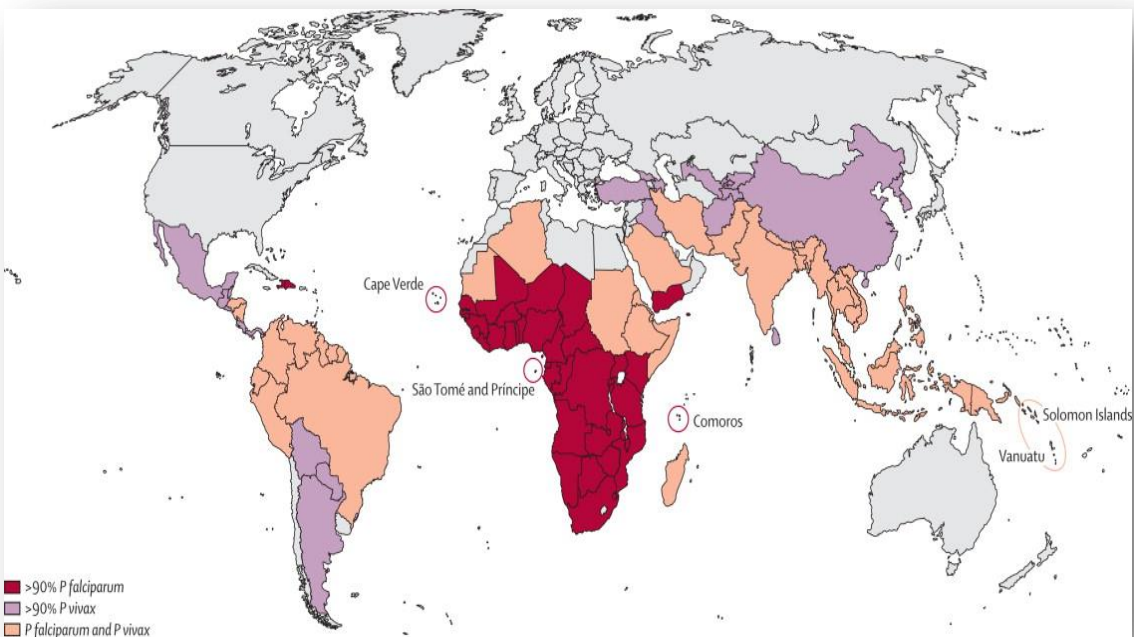 Cape Verde
São Tomé and Príncipe
Comoros
Solomon Islands
Vanuatu
>90% P falciparum
>90% P vivax
P falciparum and P vivax